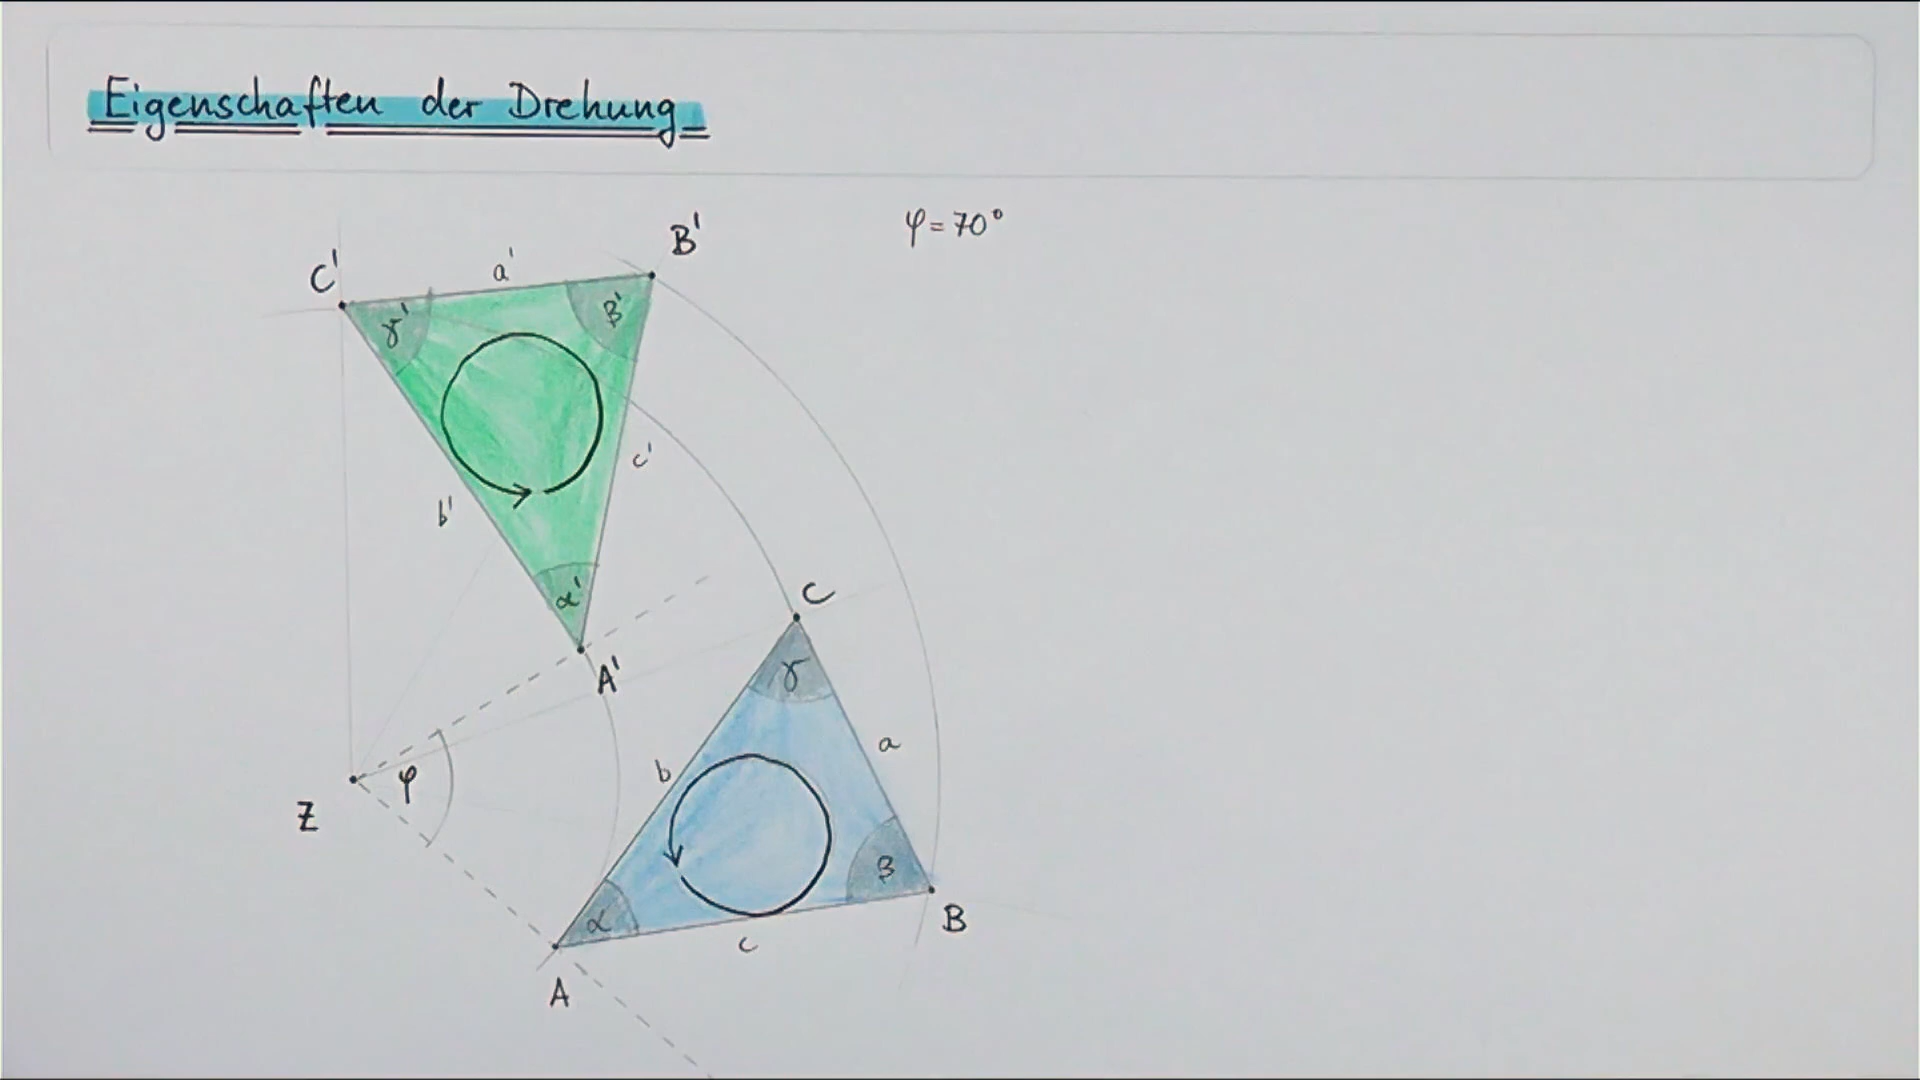 Eigenschaften der Drehung
φ = 70°
B'
C'
a'
γ'
β'
c'
b'
α'
C
A'
γ
a
b
φ
Z
β
α
B
c
A